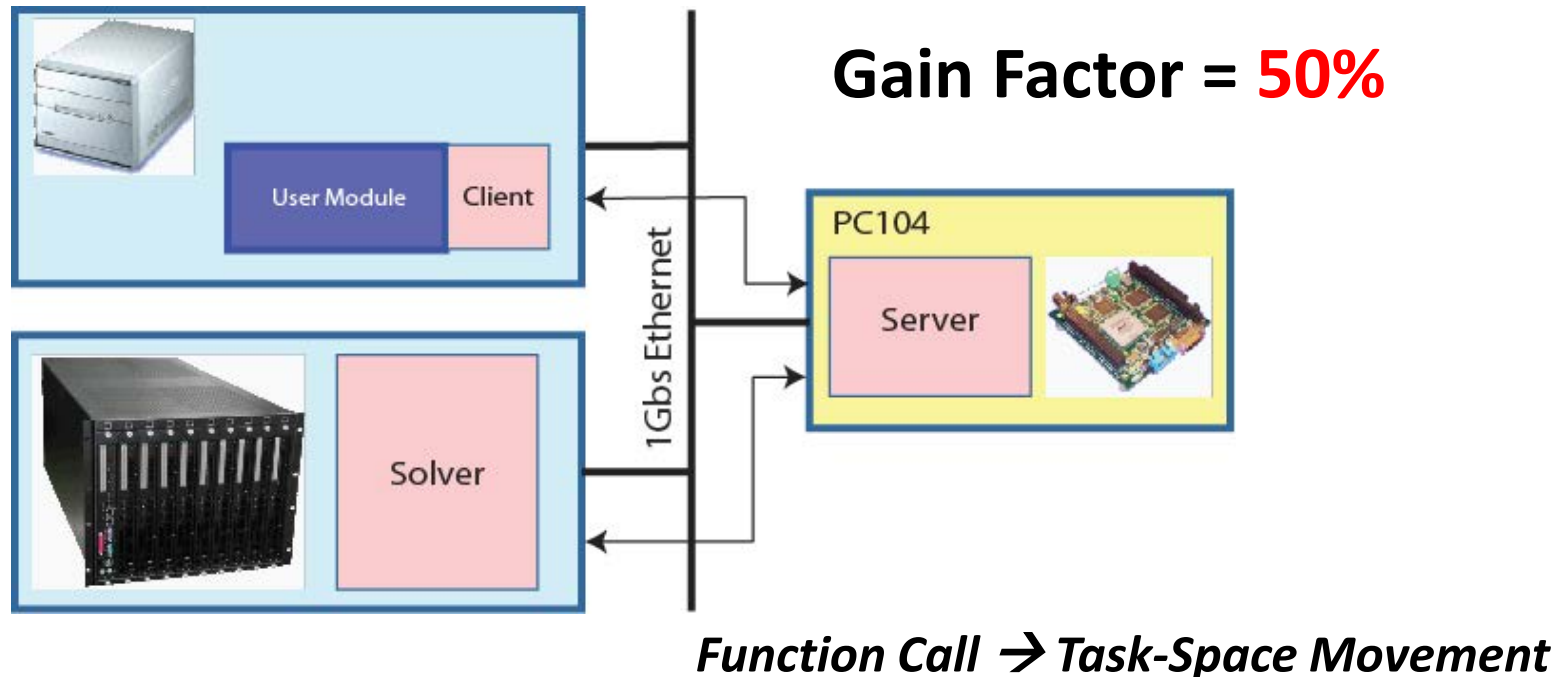 Gain Factor = 50%
User Module
Client
PC104
Server
1Gbs Ethernet
Solver
Function Call → Task-Space Movement